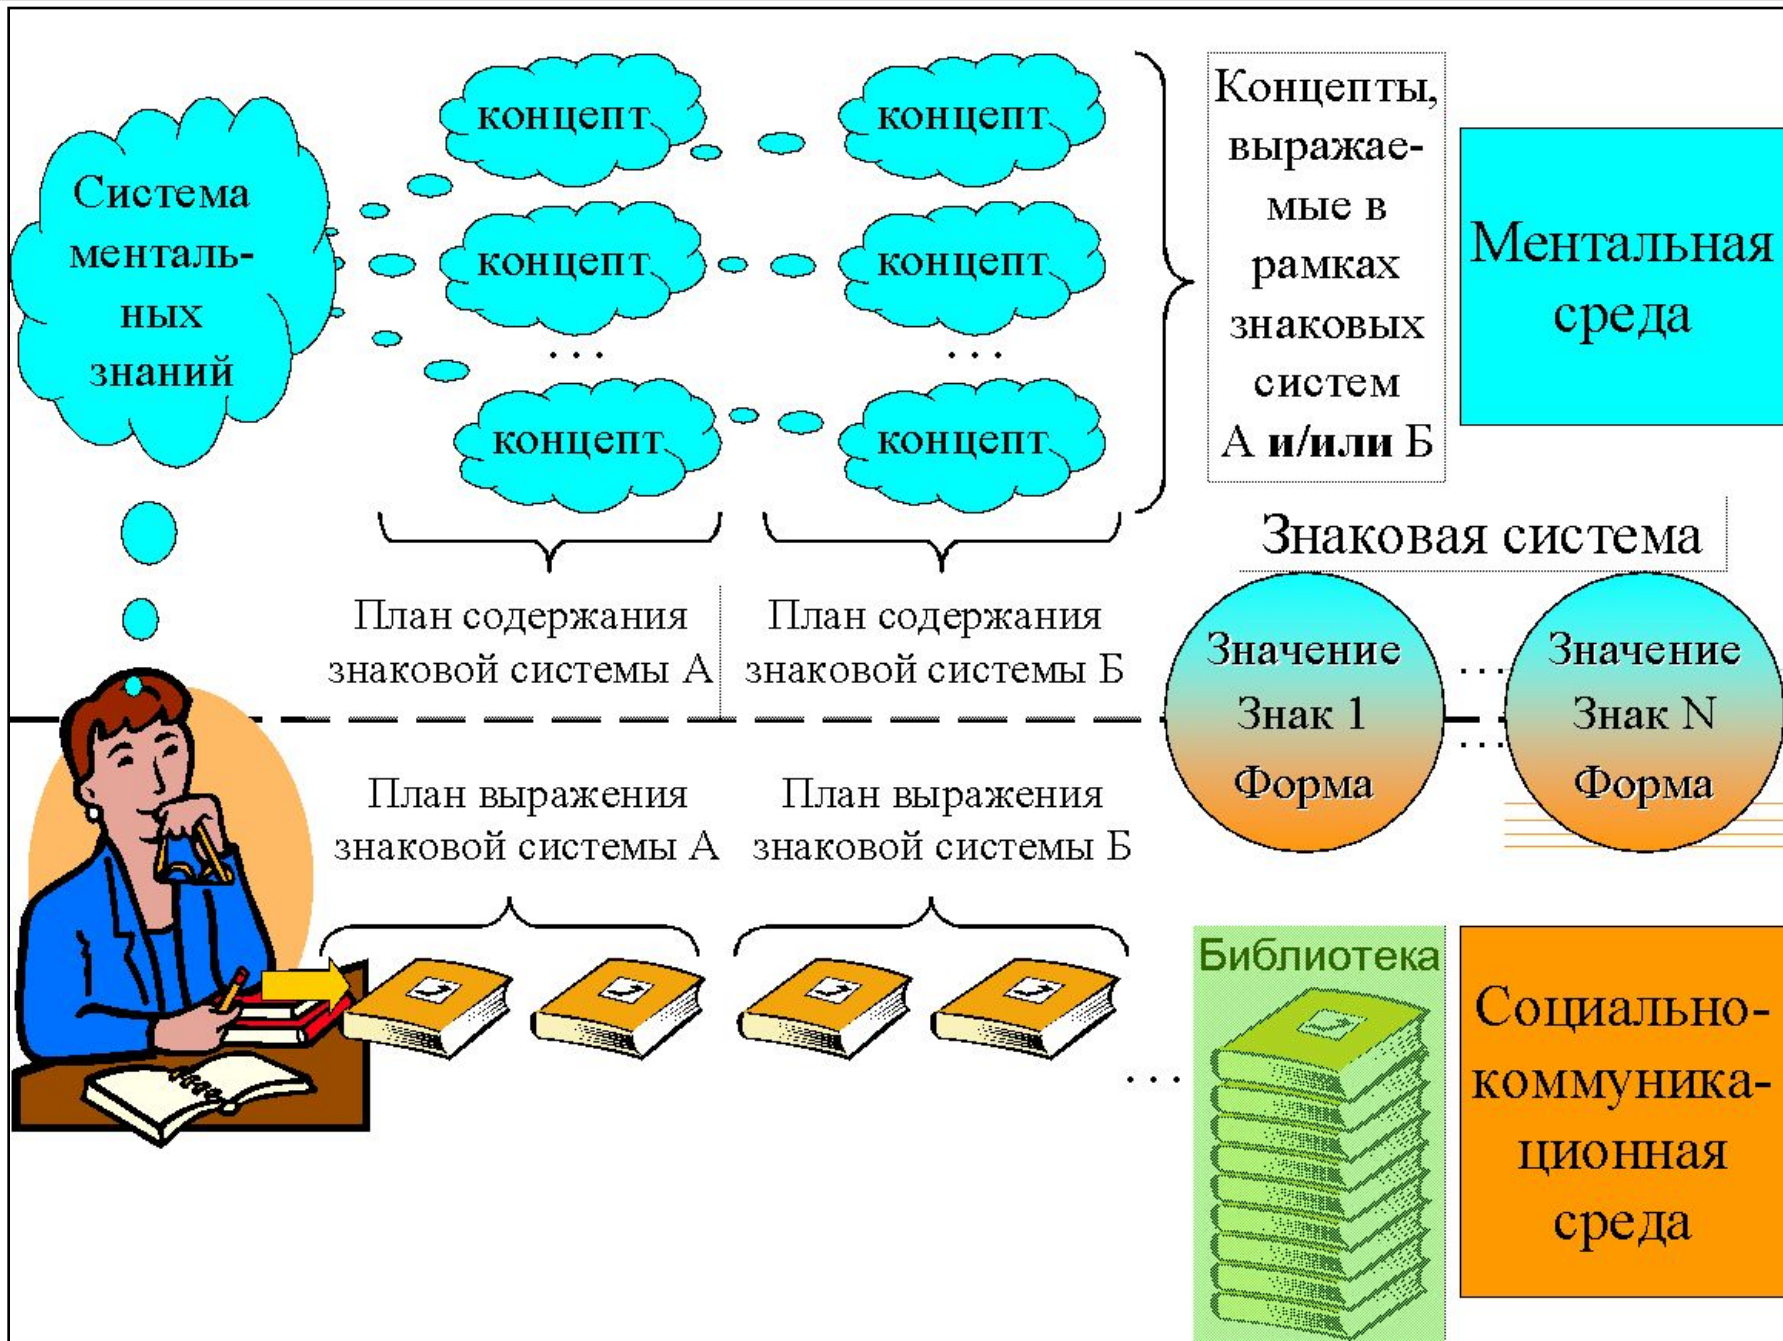 Система
менталь-
ных
знаний
концепт
концепт
концепт
концепт
...
...
концепт
концепт
Концепты,
выражае-
мые в
рамках
знаковых
систем
А и/или Б
Ментальная
среда
План содержания
знаковой системы А
План содержания
знаковой системы Б
Знаковая система
Значение
Знак 1
Форма
...
...
Значение
Знак N
Форма
План выражения
знаковой системы А
План выражения
знаковой системы Б
...
Библиотека
Социально-
коммуника-
ционная
среда